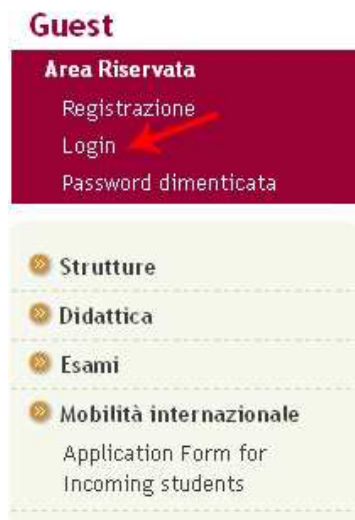 Guest
Area Riservata
Registrazione
Login
Password dimenticata
Strutture
Didattica
Esami
Mobilità internazionale
Application Form for
Incoming students